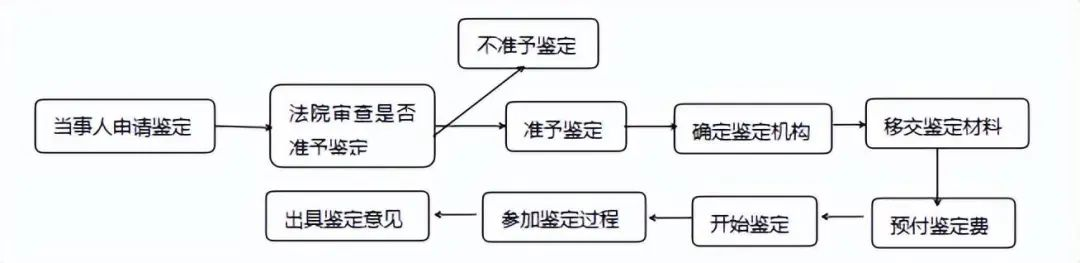 不准予鉴定
当事人申请鉴定
法院审查是否
准予鉴定
准予鉴定
确定鉴定机构
移交鉴定材料
预付鉴定费
开始鉴定
参加鉴定过程
出具鉴定意见